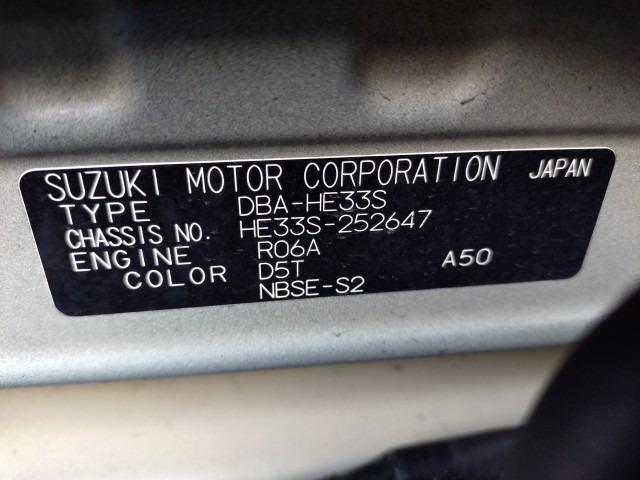 SUZUKI MOTOR CORPORATION JAPAN
TYPE DBA-HE33S
CHASSIS NO. HE33S-252647
ENGINE R06A A50
COLOR D5T
NBSE-S2